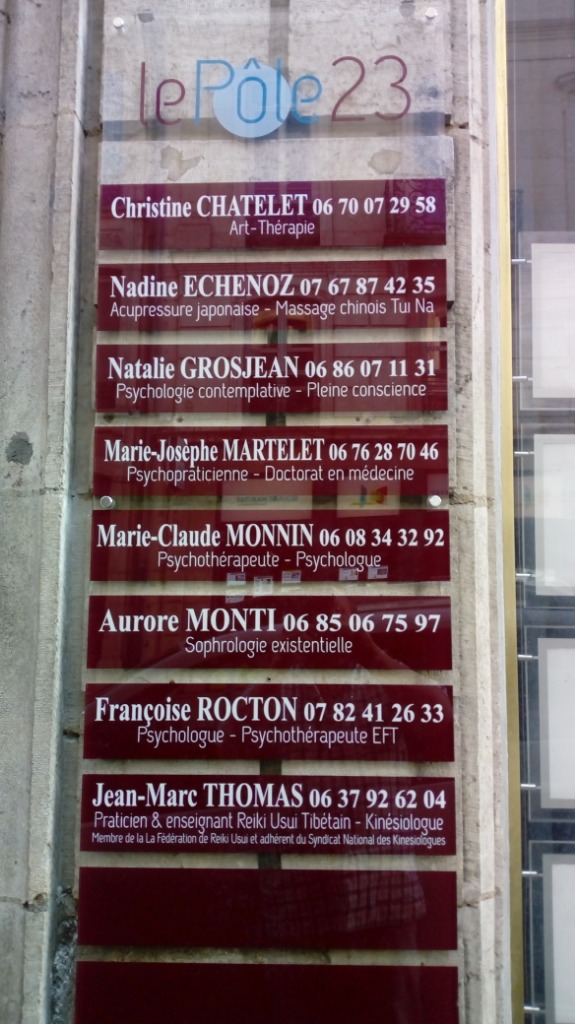 le Pôle 23
Christine CHATELET 06 70 07 29 58
Art-Thérapie
Nadine ECHENOZ 07 67 87 42 35
Acupressure japonaise - Massage chinois Tui Na
Natalie GROSJEAN 06 86 07 11 31
Psychologie contemplative - Pleine conscience
Marie-Josèphe MARTELET 06 76 28 70 46
Psychopraticienne - Doctorat en médecine
Marie-Claude MONNIN 06 08 34 32 92
Psychothérapeute - Psychologue
Aurore MONTI 06 85 06 75 97
Sophrologie existentielle
Françoise ROCTON 07 82 41 26 33
Psychologue - Psychothérapeute EFT
Jean-Marc THOMAS 06 37 92 62 04
Praticien & enseignant Reiki Usui Tibétain - Kinésiologue
Membre de la La Fédération de Reiki Usui et adhérent du Syndicat National des Kinesiologues